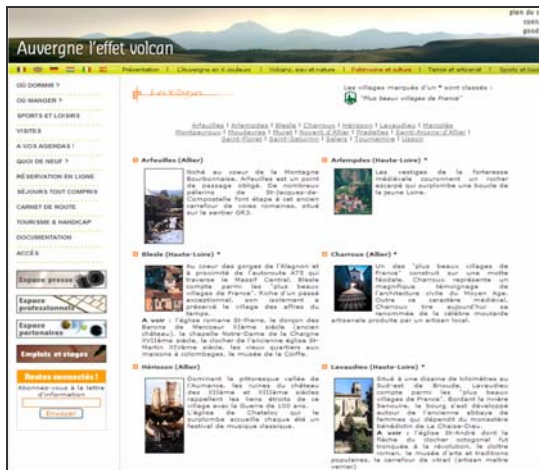 plan du s
cons
good
Auvergne l'effet volcan
Présentation | L'Auvergne en X couleurs | Volcans, eau et nature | Patrimoine et culture | Terroir et artisanat | Sports et loisirs
OÙ DORMIR ?
OÙ MANGER ?
SPORTS ET LOISIRS
VISITES
A VOS AGENDAS !
QUOI DE NEUF ?
RÉSERVATION EN LIGNE
SÉJOURS TOUT COMPRIS
CARNET DE ROUTE
TOURISME & HANDICAP
DOCUMENTATION
ACCÈS
Espace presse
Espace professionnels
Espace partenaires
Emplois et stages
Restez connectés !
Abonnez-vous à la lettre
d'information
Envoyer
Les Villages
Les villages marqués d'un * sont classés :
"Plus beaux villages de France"
Arfeuilles | Arlempdes | Blesle | Charroux | Hérisson | Lavaudieu | Marcolès
Montpeyroux | Moudeyres | Murat | Noyant d'Allier | Pradelles | Saint-Arcons-d'Allier |
Saint-Floret | Saint-Saturnin | Salers | Tournemire | Usson
Arfeuilles (Allier)
Niché au coeur de la Montagne
Bourbonnaise, Arfeuilles est un point
de passage obligé. De nombreux
pélerins de St-Jacques-de-
Compostelle font étape à cet ancien
carrefour de voies romaines, situé
sur le sentier GR3.
Arlempdes (Haute-Loire) *
Les vestiges de la forteresse
médiévale couronnent un rocher
escarpé qui surplombe une boucle de
la jeune Loire.
Blesle (Haute-Loire) *
Au coeur des gorges de l'Alagnon et
à proximité de l'autoroute A75 qui
traverse le Massif Central, Blesle
compte parmi les "plus beaux
villages de France". Riche d'un passé
exceptionnel, son isolement a
préservé le village des affres du
temps.
A voir : l'église romane St-Pierre, le donjon des
Barons de Mercoeur XIIème siècle (ancien
château), la chapelle Notre-Dame de la Chaigne
XVIIème siècle, le clocher de l'ancienne église St-
Martin XIVème siècle, les vieux quartiers aux
maisons à colombages, le musée de la Coiffe.
Charroux (Allier) *
Un des "plus beaux villages de
France" construit sur une motte
féodale, Charroux représente un
magnifique témoignage de
l'architecture civile du Moyen Age.
Outre ce caractère médiéval,
Charroux tire aujourd'hui sa
renommée de la célèbre moutarde
artisanale produite par un artisan local.
Hérisson (Allier)
Dominant la pittoresque vallée de
l'Aumance, les ruines du château
des XIIème et XIVème siècles
rappellent les liens étroits de ce
village avec la Guerre de 100 ans.
L'église de Chateloy qui le
surplombe accueille chaque été un
festival de musique classique.
Lavaudieu (Haute-Loire) *
Situé à une dizaine de kilomètres au
Sud-est de Brioude, Lavaudieu
compte parmi les "plus beaux
villages de France". Bordant la rivière
Senouire, le bourg s'est développé
autour de l'ancienne abbaye de
femmes qui dépendit du monastère
bénédictin de La Chaise-Dieu.
A voir : l'église St-André dont la
flèche du clocher octogonal fut
tronquée à la révolution, le cloître
roman, le musée d'arts et traditions
populaires, le carrefour du vitrail (artisan maître
verrier)